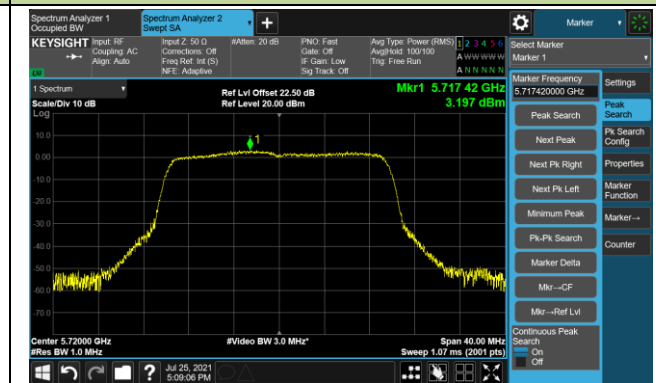 Spectrum Analyzer 1
Occupied BW
Spectrum Analyzer 2
Swept SA
Marker
KEYSIGHT
Input: RF
Coupling: AC
Align: Auto
Input Z: 50 Ω
Corrections: Off
Freq Ref: Int (S)
NFE: Adaptive
#Atten: 20 dB
PNO: Fast
Gate: Off
IF Gain: Low
Sig Track: Off
Avg Type: Power (RMS)
Avg|Hold: 100/100
Trig: Free Run
1 2 3 4 5 6
A W W W W W
A N N N N N
LXI
Select Marker
Marker 1
1 Spectrum
Scale/Div 10 dB
Log
Ref Lvl Offset 22.50 dB
Ref Level 20.00 dBm
Mkr1 5.717 42 GHz
3.197 dBm
1
10.0
0.00
-10.0
-20.0
-30.0
-40.0
-50.0
-60.0
-70.0
Center 5.72000 GHz
#Res BW 1.0 MHz
#Video BW 3.0 MHz*
Span 40.00 MHz
Sweep 1.07 ms (2001 pts)
Marker Frequency
5.717420000 GHz
Peak Search
Next Peak
Next Pk Right
Next Pk Left
Minimum Peak
Pk-Pk Search
Marker Delta
Mkr→CF
Mkr→Ref Lvl
Continuous Peak
Search
On
Off
Settings
Peak
Search
Pk Search
Config
Properties
Marker
Function
Marker→
Counter
?
Jul 25, 2021
5:09:06 PM